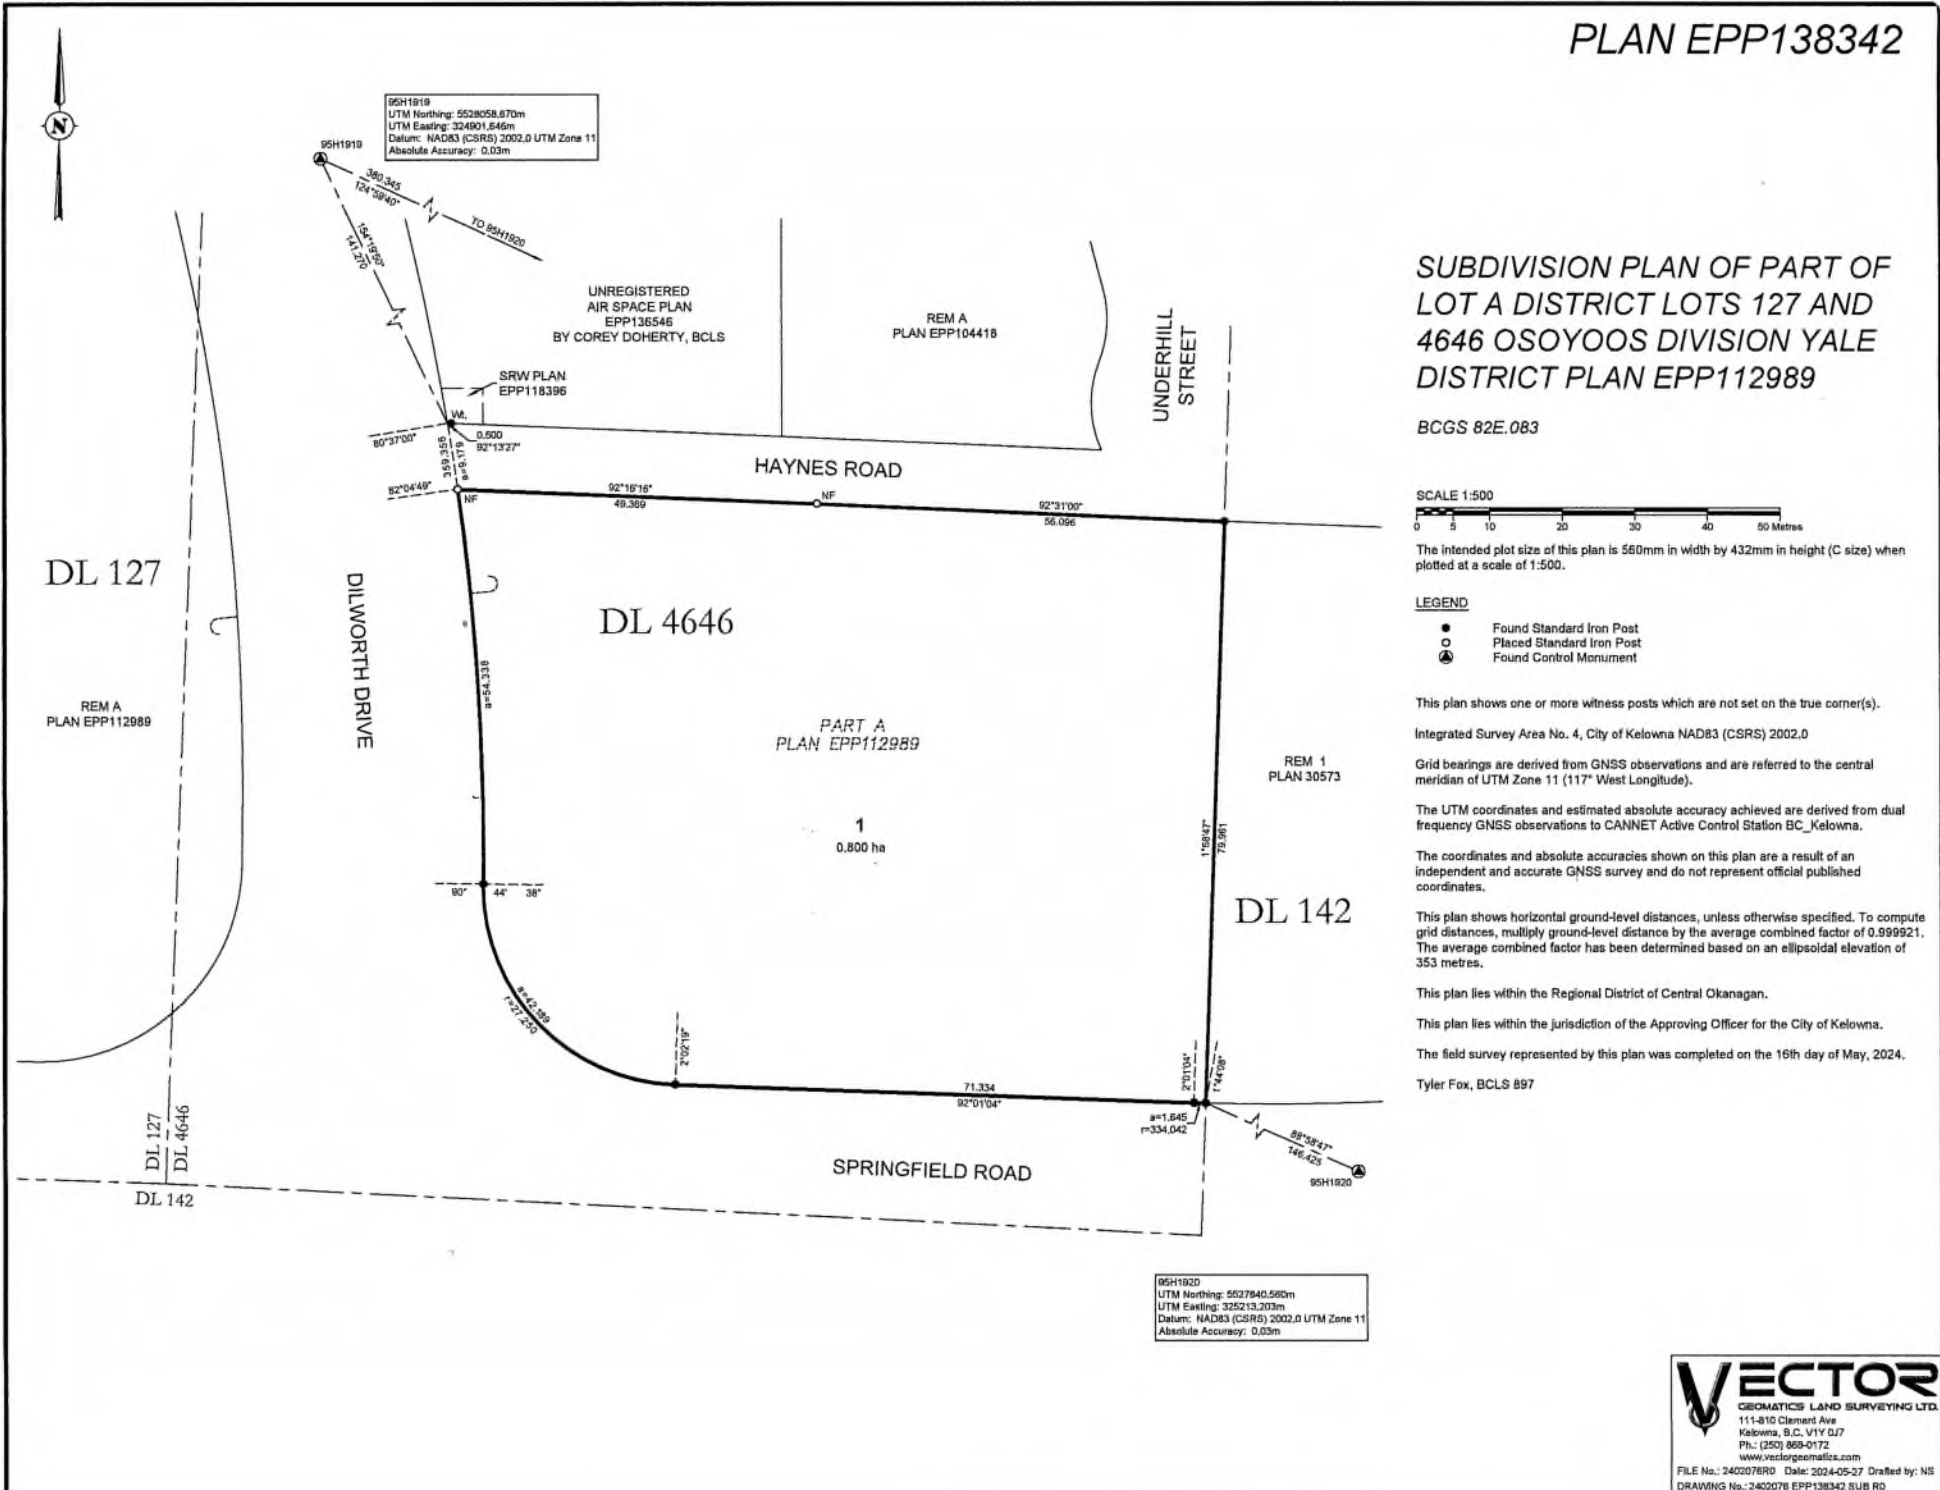 PLAN EPP138342
N
95H1919
UTM Northing: 5528058.670m
UTM Easting: 324901.646m
Datum: NAD83 (CSRS) 2002.0 UTM Zone 11
Absolute Accuracy: 0.03m
95H1919
380.345
124°59'40"
TO 95H1920
154°19'50"
141.270
UNREGISTERED
AIR SPACE PLAN
EPP136546
BY COREY DOHERTY, BCLS
REM A
PLAN EPP104418
UNDERHILL
STREET
SRW PLAN
EPP118396
Wt.
0.500
92°13'27"
80°37'00"
359.356
a=9.179
82°04'49"
NF
HAYNES ROAD
92°16'16"
49.369
NF
92°31'00"
56.096
DL 127
DILWORTH DRIVE
DL 4646
a=54.338
REM A
PLAN EPP112989
PART A
PLAN EPP112989
1
0.800 ha
REM 1
PLAN 30573
1°58'47"
79.961
90° 44' 38"
DL 142
a=42.189
r=27.250
2°02'19"
71.334
92°01'04"
2°01'04"
1°44'08"
a=1.645
r=334.042
88°58'47"
146.425
95H1920
DL 127
DL 4646
DL 142
SPRINGFIELD ROAD
95H1920
UTM Northing: 5527840.560m
UTM Easting: 325213.203m
Datum: NAD83 (CSRS) 2002.0 UTM Zone 11
Absolute Accuracy: 0.03m
SUBDIVISION PLAN OF PART OF
LOT A DISTRICT LOTS 127 AND
4646 OSOYOOS DIVISION YALE
DISTRICT PLAN EPP112989
BCGS 82E.083
SCALE 1:500
0 5 10 20 30 40 50 Metres
The intended plot size of this plan is 560mm in width by 432mm in height (C size) when
plotted at a scale of 1:500.
LEGEND
Found Standard Iron Post
Placed Standard Iron Post
Found Control Monument
This plan shows one or more witness posts which are not set on the true corner(s).
Integrated Survey Area No. 4, City of Kelowna NAD83 (CSRS) 2002.0
Grid bearings are derived from GNSS observations and are referred to the central
meridian of UTM Zone 11 (117° West Longitude).
The UTM coordinates and estimated absolute accuracy achieved are derived from dual
frequency GNSS observations to CANNET Active Control Station BC_Kelowna.
The coordinates and absolute accuracies shown on this plan are a result of an
independent and accurate GNSS survey and do not represent official published
coordinates.
This plan shows horizontal ground-level distances, unless otherwise specified. To compute
grid distances, multiply ground-level distance by the average combined factor of 0.999921.
The average combined factor has been determined based on an ellipsoidal elevation of
353 metres.
This plan lies within the Regional District of Central Okanagan.
This plan lies within the jurisdiction of the Approving Officer for the City of Kelowna.
The field survey represented by this plan was completed on the 16th day of May, 2024.
Tyler Fox, BCLS 897
VECTOR
GEOMATICS LAND SURVEYING LTD.
111-810 Clement Ave
Kelowna, B.C. V1Y 0J7
Ph.: (250) 868-0172
www.vectorgeomatics.com
FILE No.: 2402076R0 Date: 2024-05-27 Drafted by: NS
DRAWING No.: 2402076 EPP138342 SUB R0